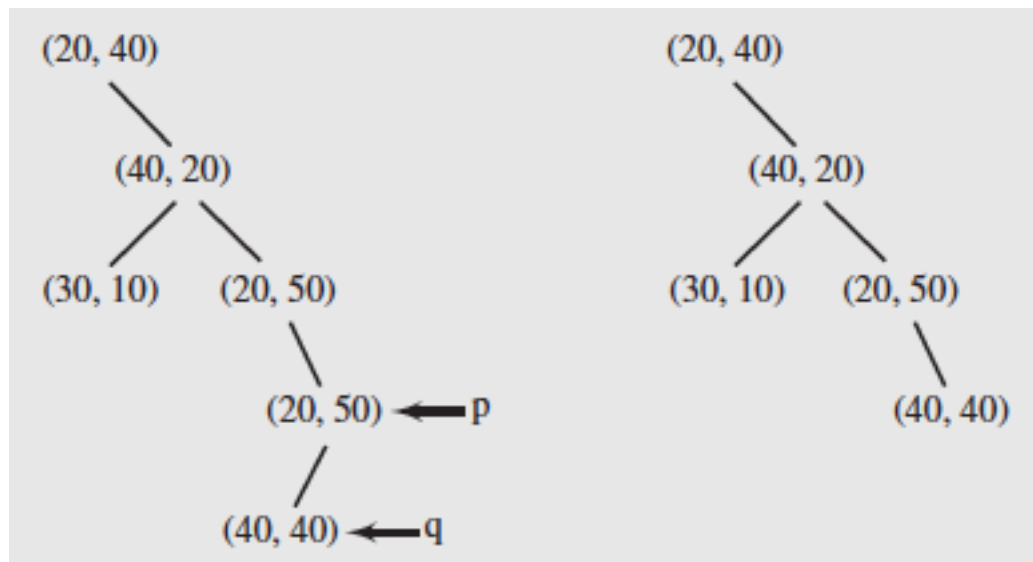 (20, 40) (20, 40)
(40, 20) (40, 20)
(30, 10) (20, 50) (30, 10) (20, 50)
(20, 50) p (40, 40)
(40, 40) q